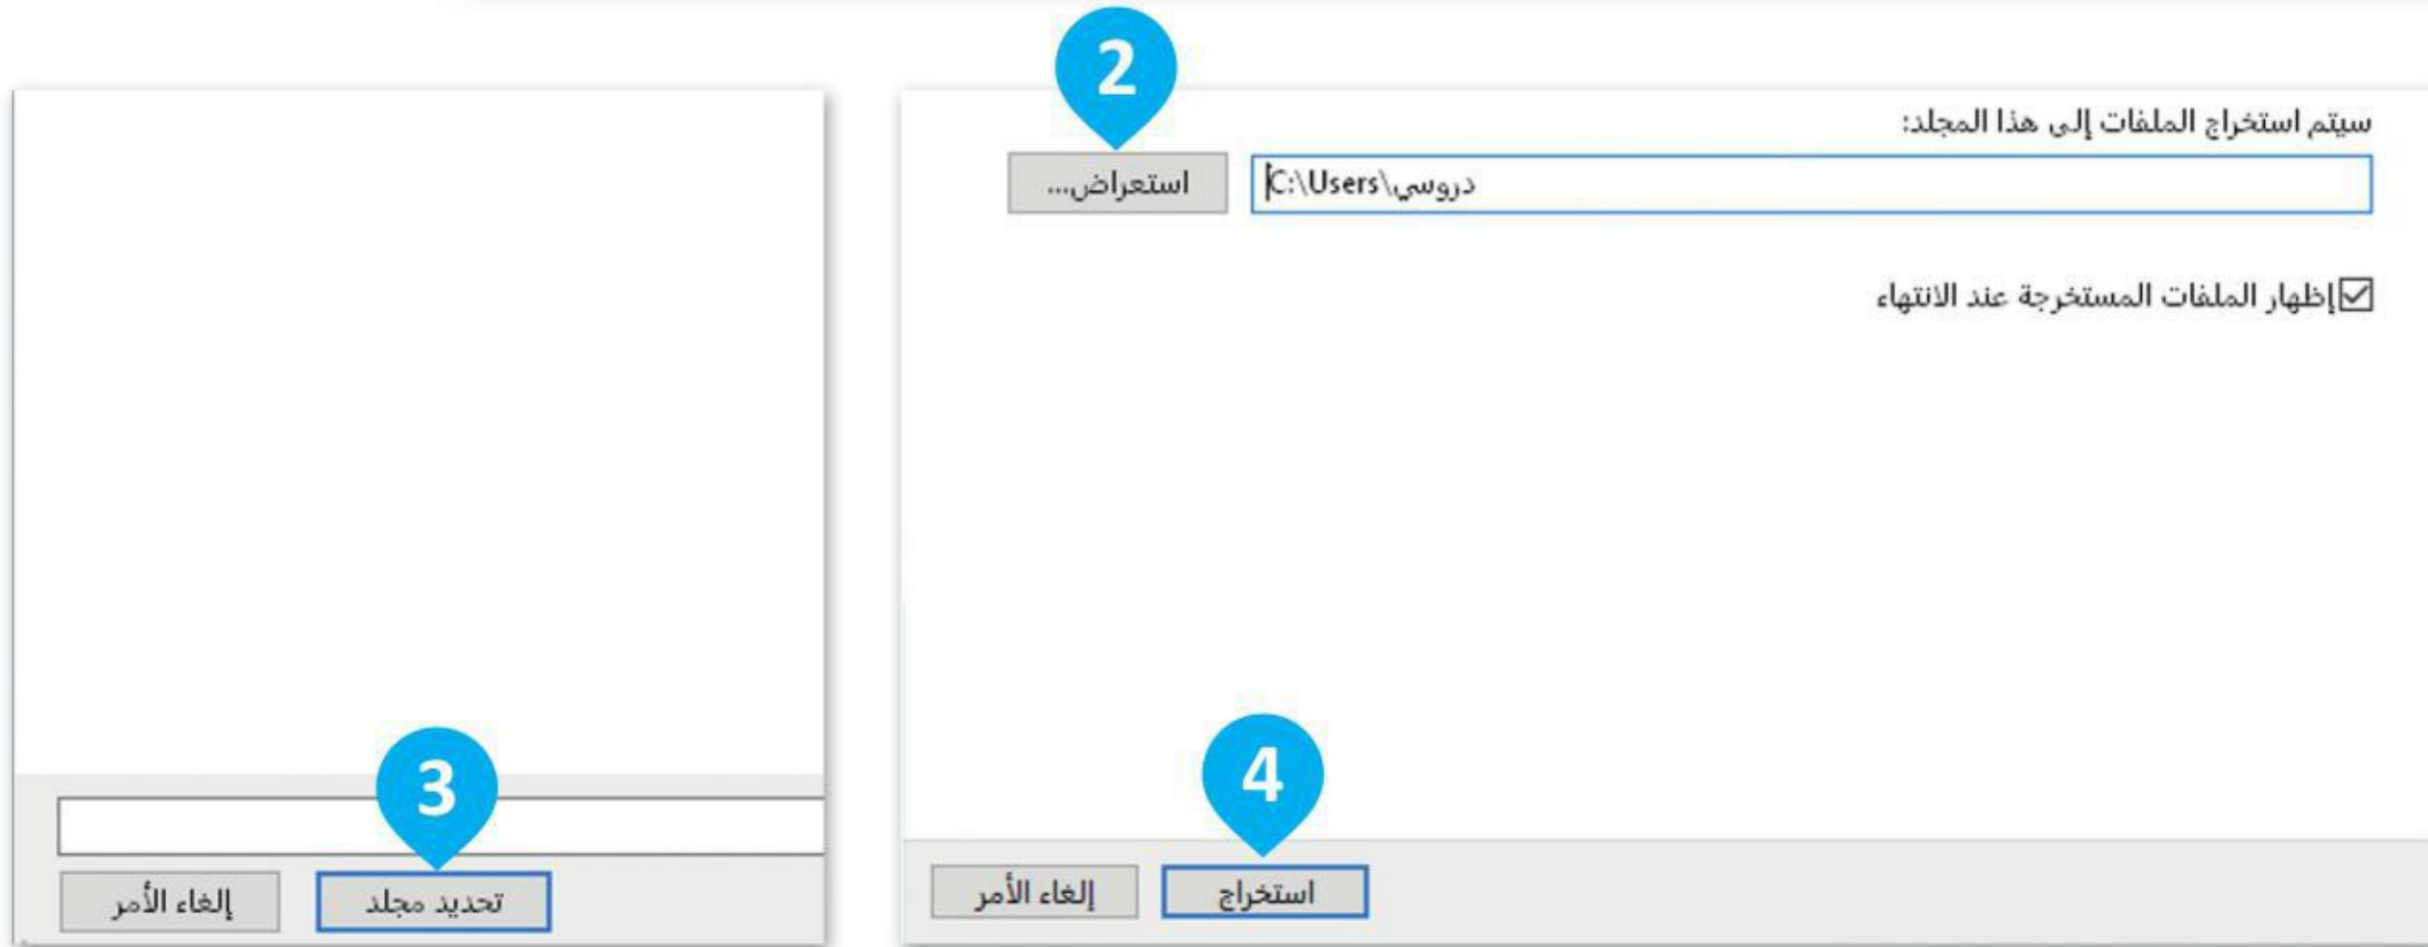 2
سيتم استخراج الملفات إلى هذا المجلد:
C:\Users\دروسي
استعراض...
إظهار الملفات المستخرجة عند الانتهاء
4
استخراج
إلغاء الأمر
3
تحديد مجلد
إلغاء الأمر